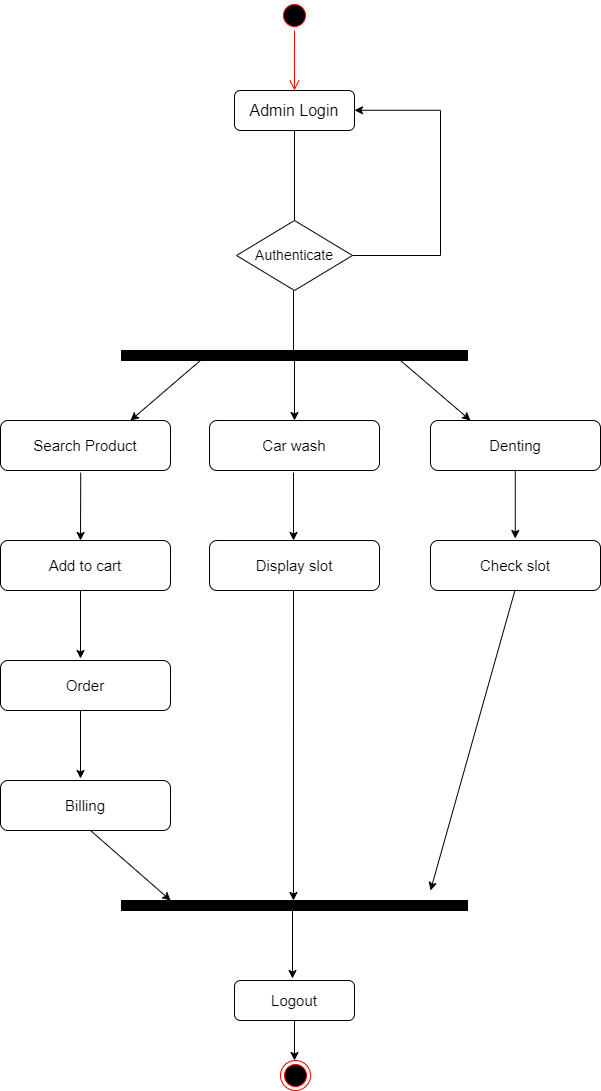 Admin Login
Authenticate
Search Product
Car wash
Denting
Add to cart
Display slot
Check slot
Order
Billing
Logout